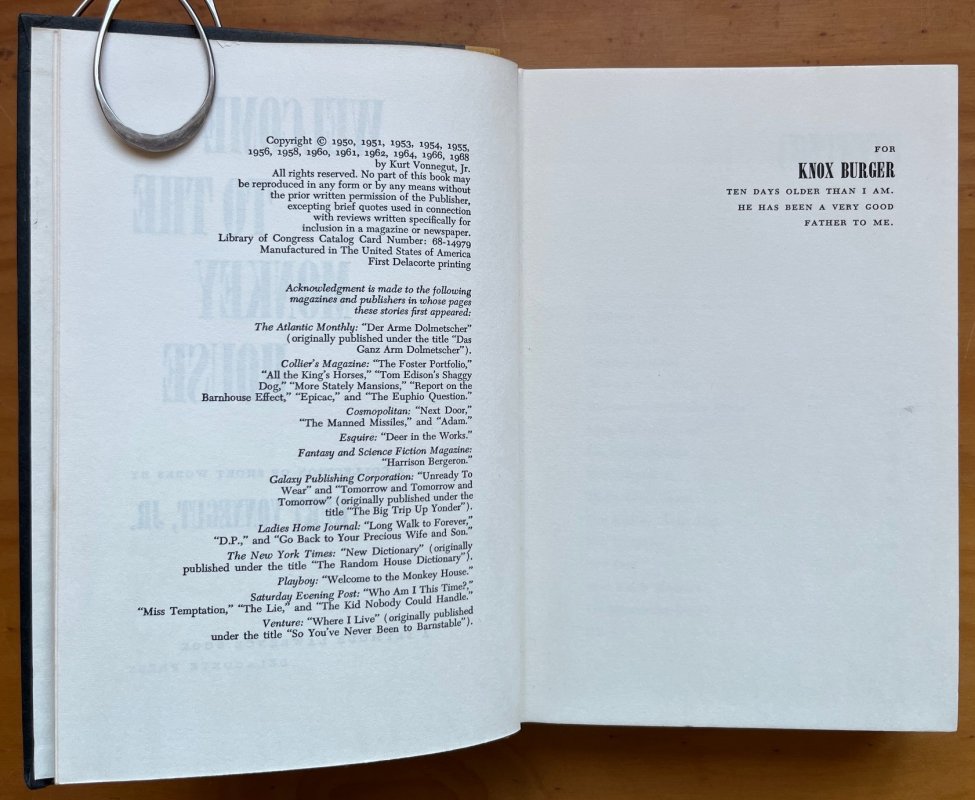 Copyright © 1950, 1951, 1953, 1954, 1955,
1956, 1958, 1960, 1961, 1962, 1964, 1966, 1968
by Kurt Vonnegut, Jr.
All rights reserved. No part of this book may
be reproduced in any form or by any means without
the prior written permission of the Publisher,
excepting brief quotes used in connection
with reviews written specifically for
inclusion in a magazine or newspaper.
Library of Congress Catalog Card Number: 68-14979
Manufactured in The United States of America
First Delacorte printing
Acknowledgment is made to the following
magazines and publishers in whose pages
these stories first appeared:
The Atlantic Monthly: “Der Arme Dolmetscher”
(originally published under the title “Das
Ganz Arm Dolmetscher”).
Collier's Magazine: “The Foster Portfolio,”
“All the King's Horses,” “Tom Edison's Shaggy
Dog,” “More Stately Mansions,” “Report on the
Barnhouse Effect,” “Epicac,” and “The Euphio Question.”
Cosmopolitan: “Next Door,”
“The Manned Missiles,” and “Adam.”
Esquire: “Deer in the Works.”
Fantasy and Science Fiction Magazine:
“Harrison Bergeron.”
Galaxy Publishing Corporation: “Unready To
Wear” and “Tomorrow and Tomorrow and
Tomorrow” (originally published under the
title “The Big Trip Up Yonder”).
Ladies Home Journal: “Long Walk to Forever,”
“D.P.,” and “Go Back to Your Precious Wife and Son.”
The New York Times: “New Dictionary” (originally
published under the title “The Random House Dictionary”).
Playboy: “Welcome to the Monkey House.”
Saturday Evening Post: “Who Am I This Time?,”
“Miss Temptation,” “The Lie,” and “The Kid Nobody Could Handle.”
Venture: “Where I Live” (originally published
under the title “So You've Never Been to Barnstable”).
FOR
KNOX BURGER
TEN DAYS OLDER THAN I AM.
HE HAS BEEN A VERY GOOD
FATHER TO ME.